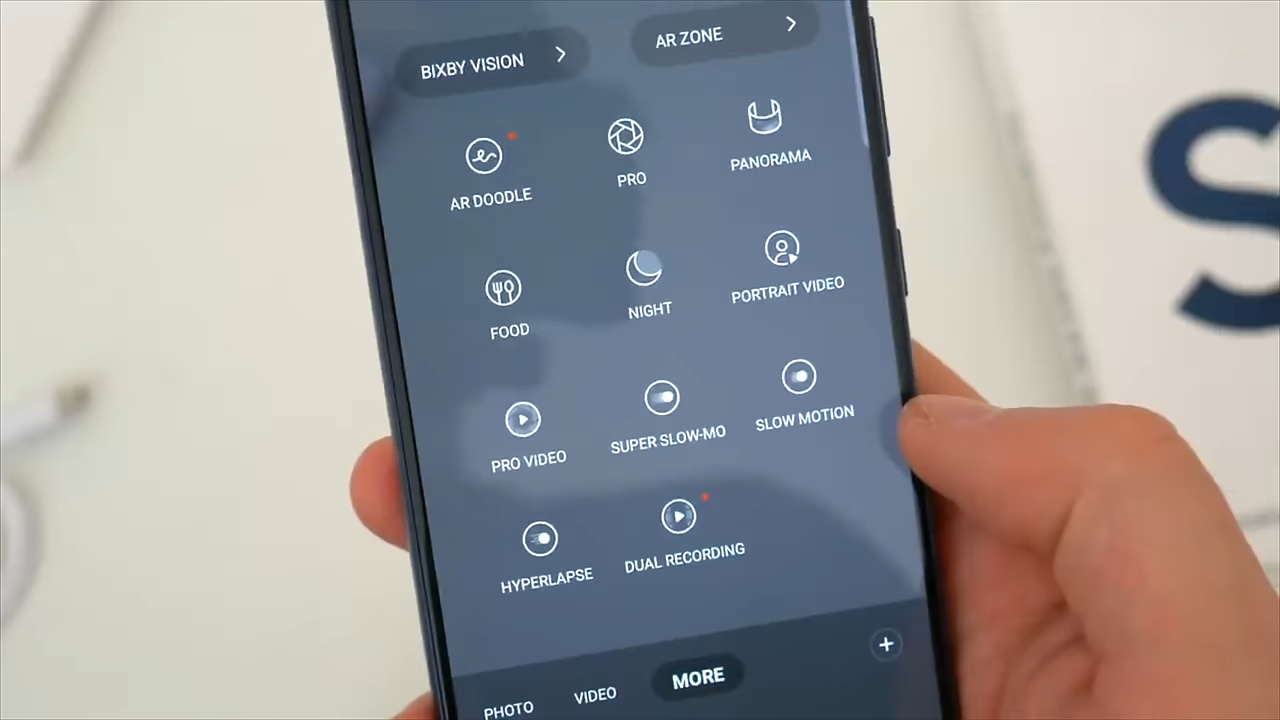 BIXBY VISION
AR ZONE
AR DOODLE
PRO
PANORAMA
FOOD
NIGHT
PORTRAIT VIDEO
PRO VIDEO
SUPER SLOW-MO
SLOW MOTION
HYPERLAPSE
DUAL RECORDING
PHOTO
VIDEO
MORE
S